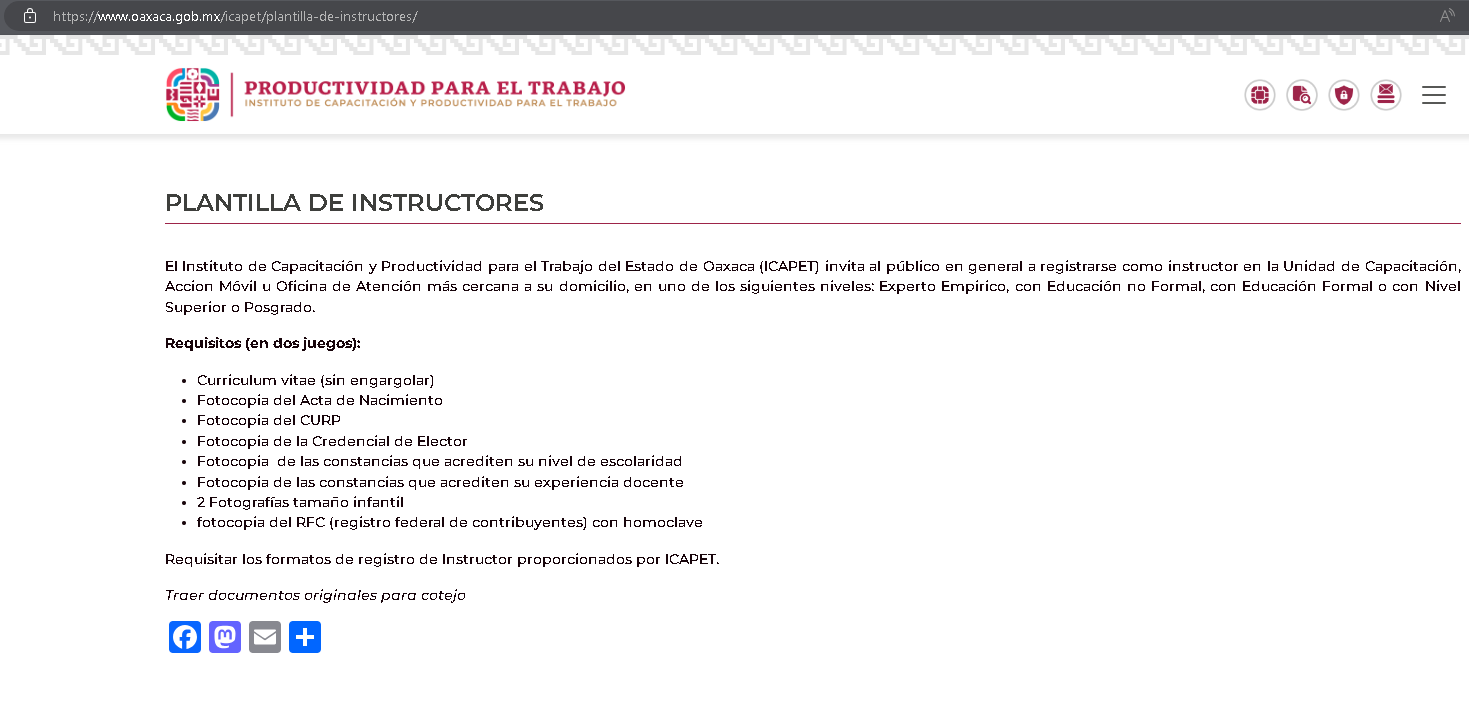 https://www.oaxaca.gob.mx/icapet/plantilla-de-instructores/
PRODUCTIVIDAD PARA EL TRABAJO
INSTITUTO DE CAPACITACIÓN Y PRODUCTIVIDAD PARA EL TRABAJO
PLANTILLA DE INSTRUCTORES
El Instituto de Capacitación y Productividad para el Trabajo del Estado de Oaxaca (ICAPET) invita al público en general a registrarse como instructor en la Unidad de Capacitación,
Accion Móvil u Oficina de Atención más cercana a su domicilio, en uno de los siguientes niveles: Experto Empírico, con Educación no Formal, con Educación Formal o con Nivel
Superior o Posgrado.
Requisitos (en dos juegos):
• Curriculum vitae (sin engargolar)
• Fotocopia del Acta de Nacimiento
• Fotocopia del CURP
• Fotocopia de la Credencial de Elector
• Fotocopia  de las constancias que acrediten su nivel de escolaridad
• Fotocopia de las constancias que acrediten su experiencia docente
• 2 Fotografías tamaño infantil
• fotocopia del RFC (registro federal de contribuyentes) con homoclave
Requisitar los formatos de registro de Instructor proporcionados por ICAPET.
Traer documentos originales para cotejo